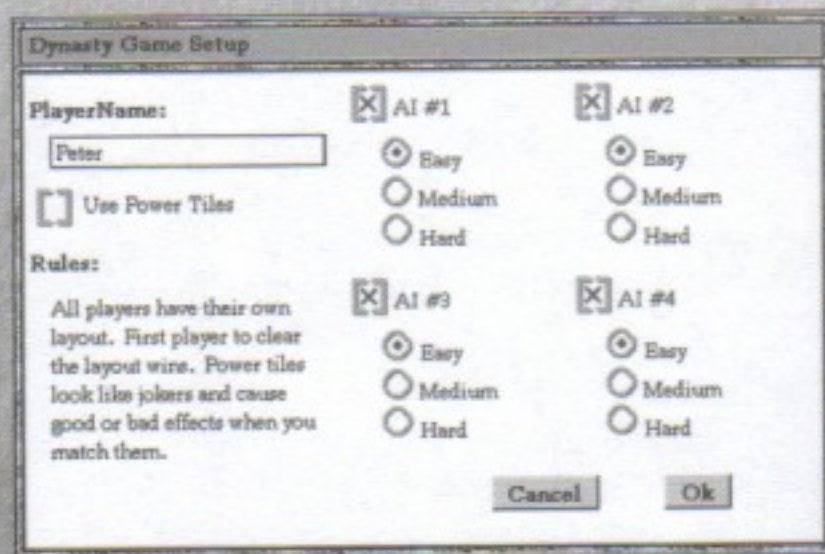 Dynasty Game Setup
PlayerName:
Peter
Use Power Tiles
Rules:
All players have their own
layout. First player to clear
the layout wins. Power tiles
look like jokers and cause
good or bad effects when you
match them.
AI #1
Easy
Medium
Hard
AI #2
Easy
Medium
Hard
AI #3
Easy
Medium
Hard
AI #4
Easy
Medium
Hard
Cancel
Ok